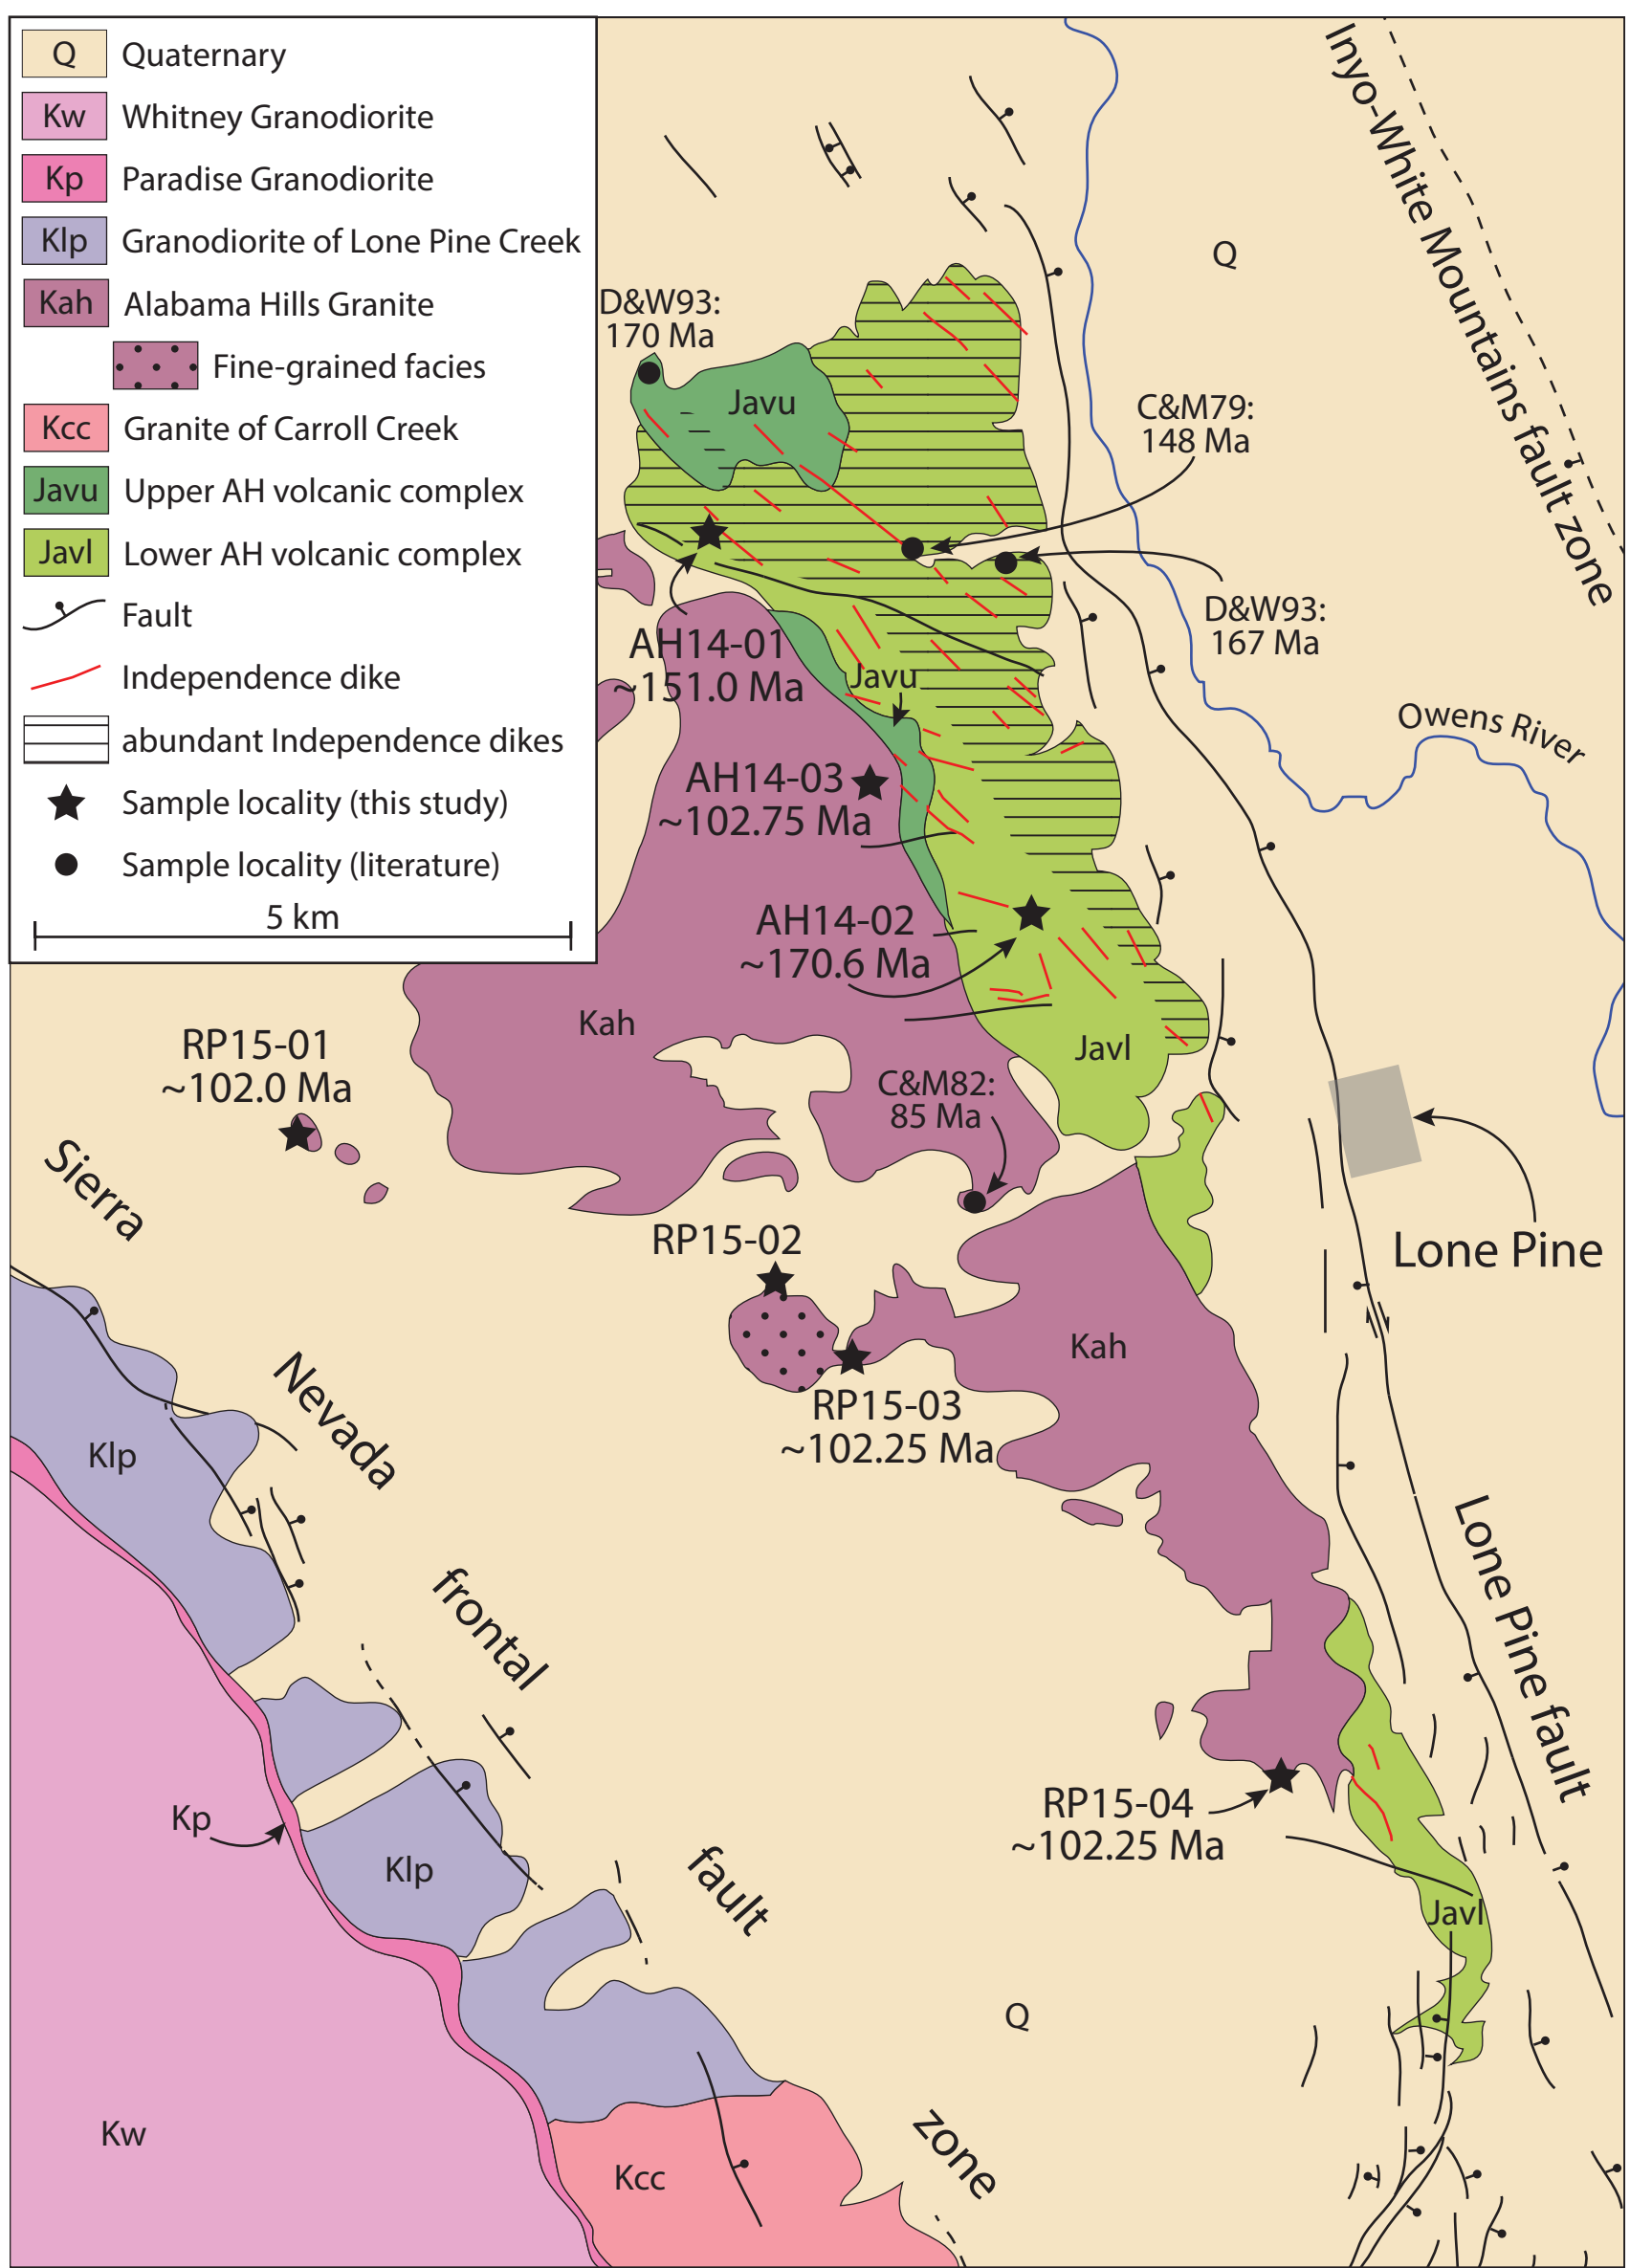 Q Quaternary
Kw Whitney Granodiorite
Kp Paradise Granodiorite
Klp Granodiorite of Lone Pine Creek
Kah Alabama Hills Granite
Fine-grained facies
Kcc Granite of Carroll Creek
Javu Upper AH volcanic complex
Javl Lower AH volcanic complex
Fault
Independence dike
abundant Independence dikes
Sample locality (this study)
Sample locality (literature)
5 km
Inyo-White Mountains fault zone
Q
D&W93:
170 Ma
Javu
C&M79:
148 Ma
D&W93:
167 Ma
AH14-01
~151.0 Ma
Javu
Owens River
AH14-03
~102.75 Ma
AH14-02
~170.6 Ma
Kah
Javl
RP15-01
~102.0 Ma
C&M82:
85 Ma
Lone Pine
RP15-02
Kah
RP15-03
~102.25 Ma
Sierra
Nevada
frontal
fault
zone
Klp
Lone Pine fault
Kp
Klp
RP15-04
~102.25 Ma
Javl
Q
Kw
Kcc